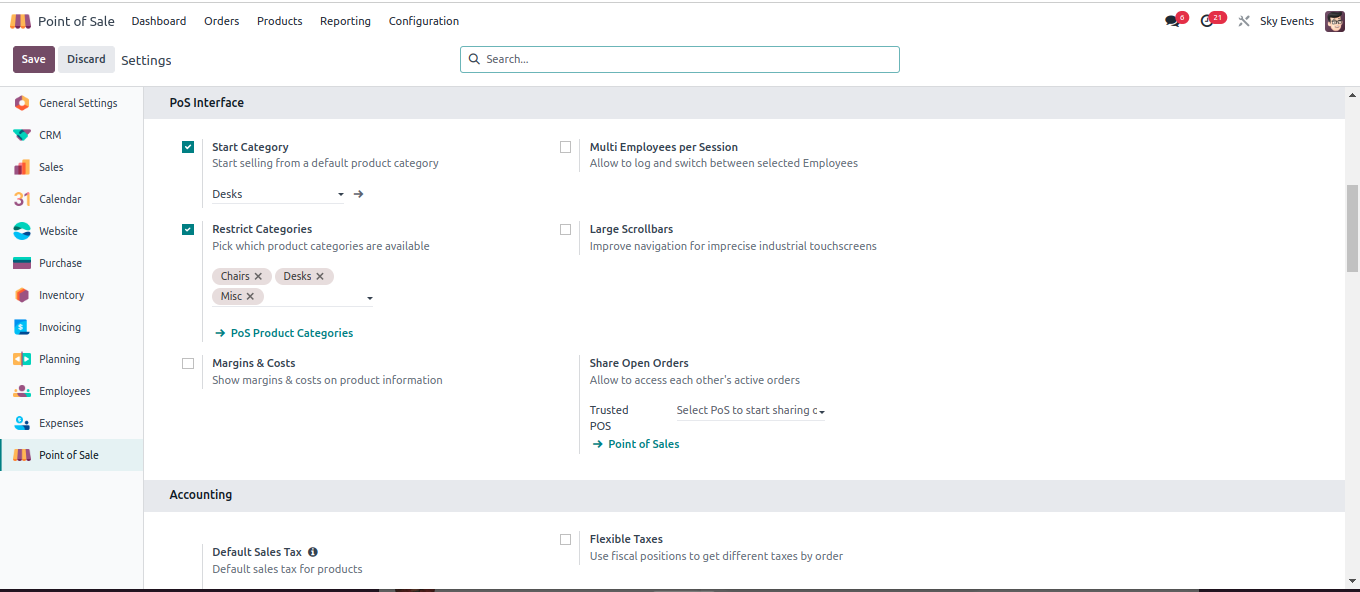 Point of Sale Dashboard Orders Products Reporting Configuration 6 21 Sky Events
Save Discard Settings Search...
General Settings
CRM
Sales
31 Calendar
Website
Purchase
Inventory
Invoicing
Planning
Employees
Expenses
Point of Sale
PoS Interface
Start Category
Start selling from a default product category
Desks
Multi Employees per Session
Allow to log and switch between selected Employees
Restrict Categories
Pick which product categories are available
Chairs Desks
Misc
PoS Product Categories
Large Scrollbars
Improve navigation for imprecise industrial touchscreens
Margins & Costs
Show margins & costs on product information
Share Open Orders
Allow to access each other's active orders
Trusted
POS
Select PoS to start sharing c
Point of Sales
Accounting
Default Sales Tax
Default sales tax for products
Flexible Taxes
Use fiscal positions to get different taxes by order